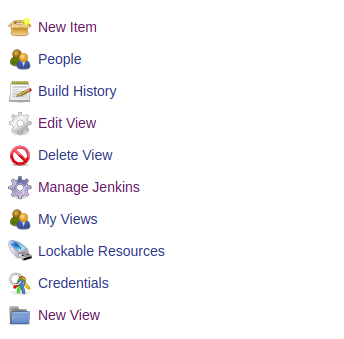 New Item
People
Build History
Edit View
Delete View
Manage Jenkins
My Views
Lockable Resources
Credentials
New View